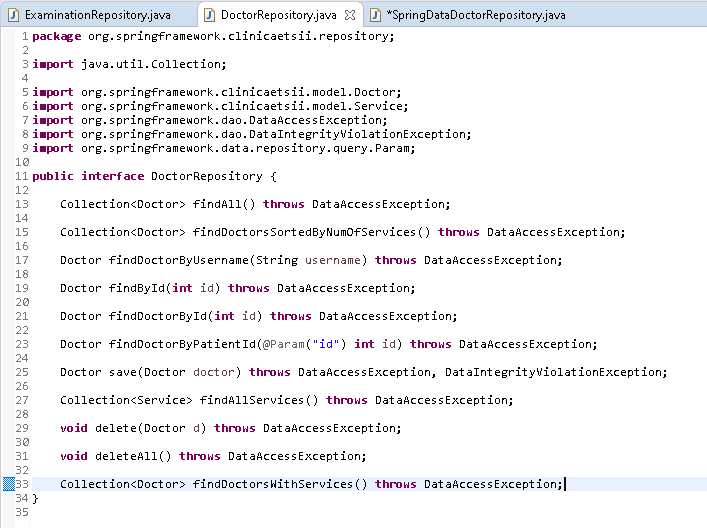 ExaminationRepository.java DoctorRepository.java *SpringDataDoctorRepository.java
1 package org.springframework.clinicaetsii.repository;
2
3 import java.util.Collection;
4
5 import org.springframework.clinicaetsii.model.Doctor;
6 import org.springframework.clinicaetsii.model.Service;
7 import org.springframework.dao.DataAccessException;
8 import org.springframework.dao.DataIntegrityViolationException;
9 import org.springframework.data.repository.query.Param;
10
11 public interface DoctorRepository {
12
13 Collection<Doctor> findAll() throws DataAccessException;
14
15 Collection<Doctor> findDoctorsSortedByNumOfServices() throws DataAccessException;
16
17 Doctor findDoctorByUsername(String username) throws DataAccessException;
18
19 Doctor findById(int id) throws DataAccessException;
20
21 Doctor findDoctorById(int id) throws DataAccessException;
22
23 Doctor findDoctorByPatientId(@Param("id") int id) throws DataAccessException;
24
25 Doctor save(Doctor doctor) throws DataAccessException, DataIntegrityViolationException;
26
27 Collection<Service> findAllServices() throws DataAccessException;
28
29 void delete(Doctor d) throws DataAccessException;
30
31 void deleteAll() throws DataAccessException;
32
33 Collection<Doctor> findDoctorsWithServices() throws DataAccessException;
34 }
35